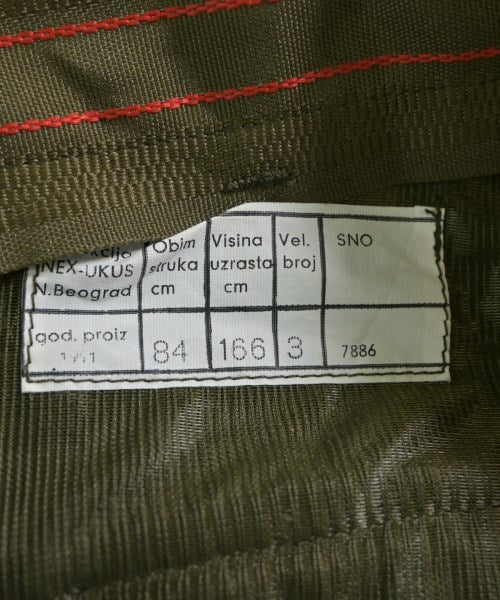 INEX-UKUS
N.Beograd
Obim
struka
cm
Visina
uzrasta
cm
Vel.
broj
SNO
god. proiz
84
166
3
7886